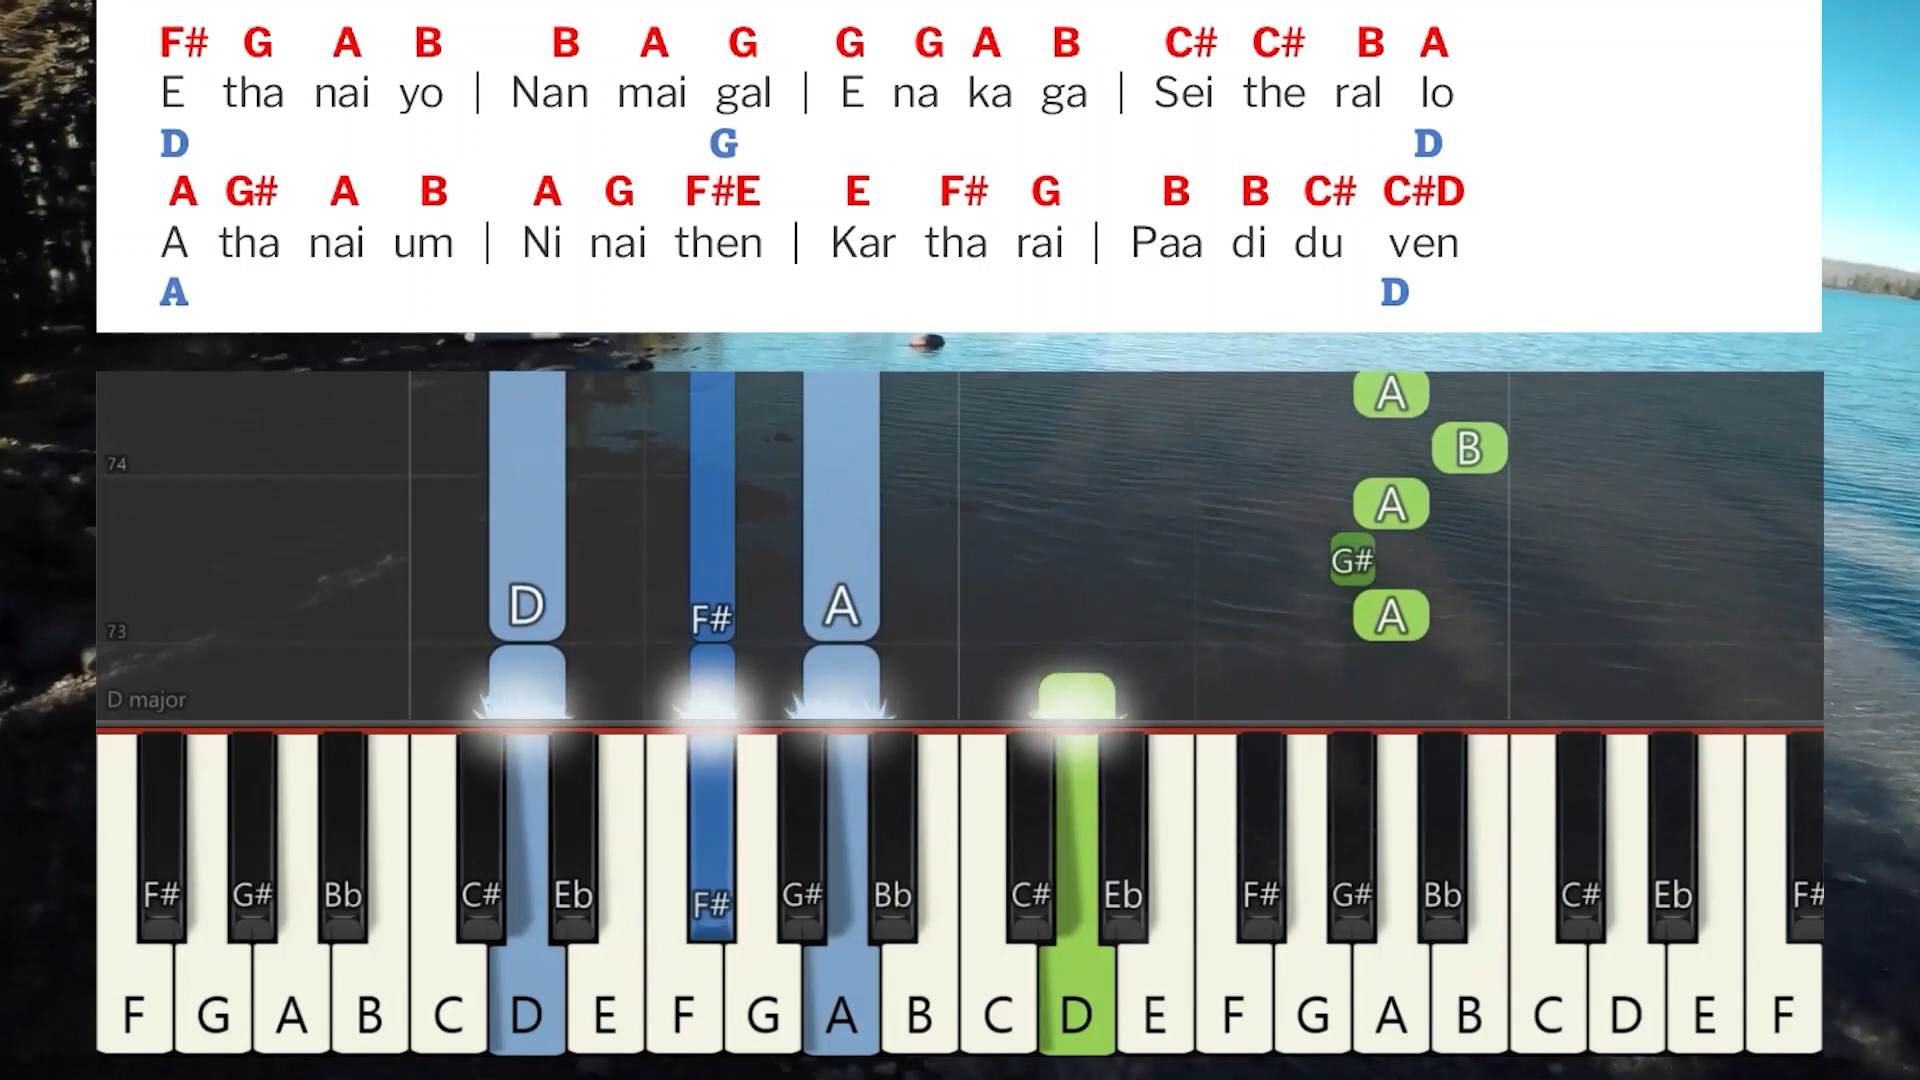 F# G A B B A G G G A B C# C# B A
E tha nai yo | Nan mai gal | E na ka ga | Sei the ral lo
D G D
A G# A B A G F#E E F# G B B C# C#D
A tha nai um | Ni nai then | Kar tha rai | Paa di du ven
A D
A
74 B
A
G#
D F# A A
73
D major
F# G# Bb C# Eb F# G# Bb C# Eb F# G# Bb C# Eb F#
F G A B C D E F G A B C D E F G A B C D E F